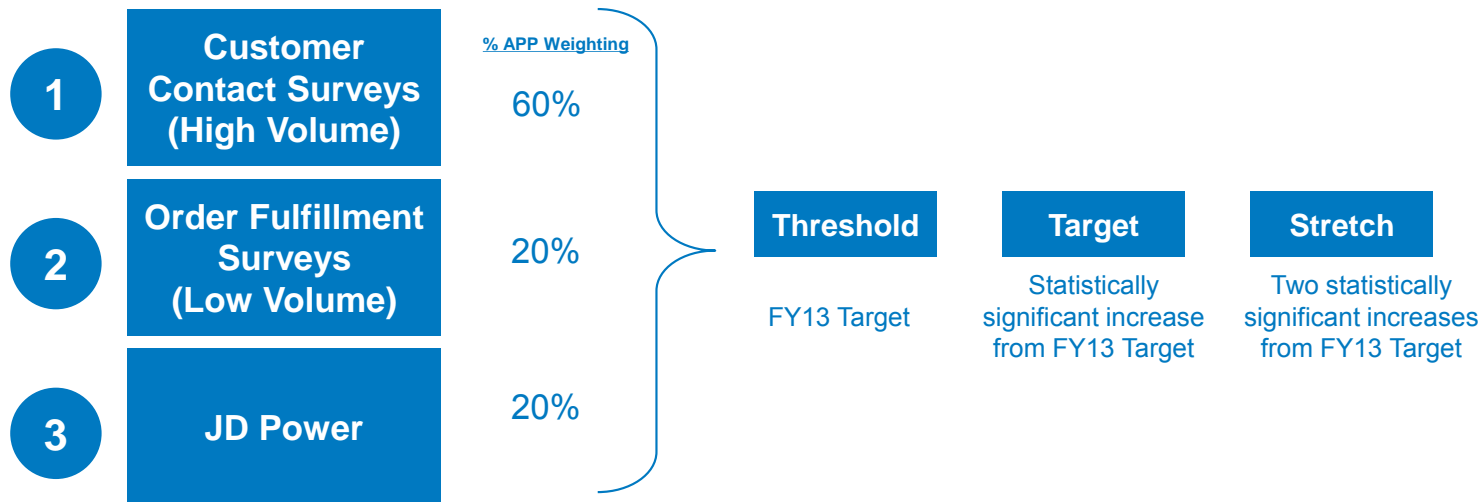 % APP Weighting
1
Customer
Contact Surveys
(High Volume)
60%
2
Order Fulfillment
Surveys
(Low Volume)
20%
3
JD Power
20%
Threshold
FY13 Target
Target
Statistically
significant increase
from FY13 Target
Stretch
Two statistically
significant increases
from FY13 Target